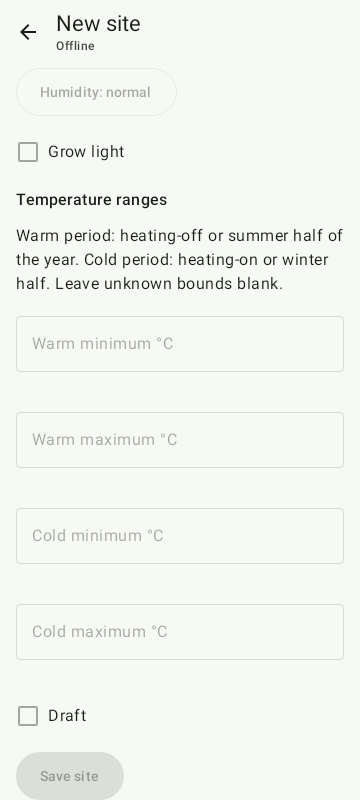 New site
Offline
Humidity: normal
Grow light
Temperature ranges
Warm period: heating-off or summer half of
the year. Cold period: heating-on or winter
half. Leave unknown bounds blank.
Warm minimum °C
Warm maximum °C
Cold minimum °C
Cold maximum °C
Draft
Save site